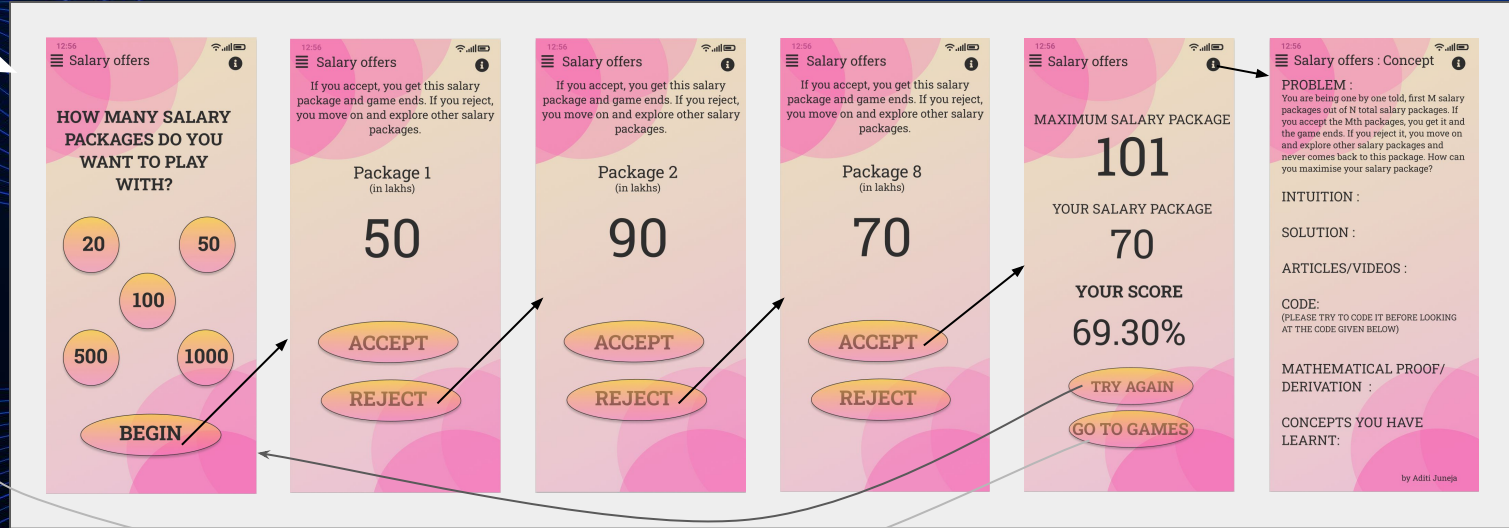 12:56
Salary offers
HOW MANY SALARY
PACKAGES DO YOU
WANT TO PLAY
WITH?
20
50
100
500
1000
BEGIN
12:56
Salary offers
If you accept, you get this salary
package and game ends. If you reject,
you move on and explore other salary
packages.
Package 1
(in lakhs)
50
ACCEPT
REJECT
12:56
Salary offers
If you accept, you get this salary
package and game ends. If you reject,
you move on and explore other salary
packages.
Package 2
(in lakhs)
90
ACCEPT
REJECT
12:56
Salary offers
If you accept, you get this salary
package and game ends. If you reject,
you move on and explore other salary
packages.
Package 8
(in lakhs)
70
ACCEPT
REJECT
12:56
Salary offers
MAXIMUM SALARY PACKAGE
101
YOUR SALARY PACKAGE
70
YOUR SCORE
69.30%
TRY AGAIN
GO TO GAMES
12:56
Salary offers : Concept
PROBLEM :
You are being one by one told, first M salary
packages out of N total salary packages. If
you accept the Mth packages, you get it and
the game ends. If you reject it, you move on
and explore other salary packages and
never comes back to this package. How can
you maximise your salary package?
INTUITION :
SOLUTION :
ARTICLES/VIDEOS :
CODE:
(PLEASE TRY TO CODE IT BEFORE LOOKING
AT THE CODE GIVEN BELOW)
MATHEMATICAL PROOF/
DERIVATION :
CONCEPTS YOU HAVE
LEARNT:
by Aditi Juneja